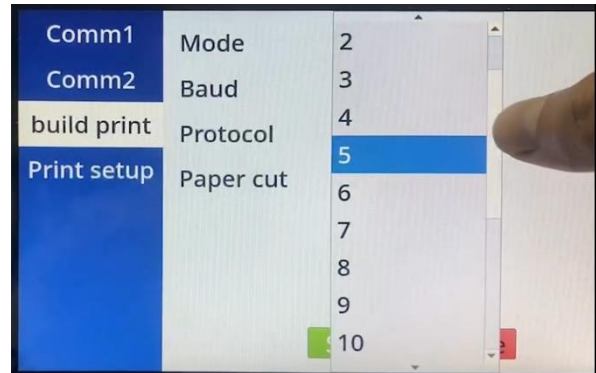 Comm1
Comm2
build print
Print setup
Mode
Baud
Protocol
Paper cut
2
3
4
5
6
7
8
9
10